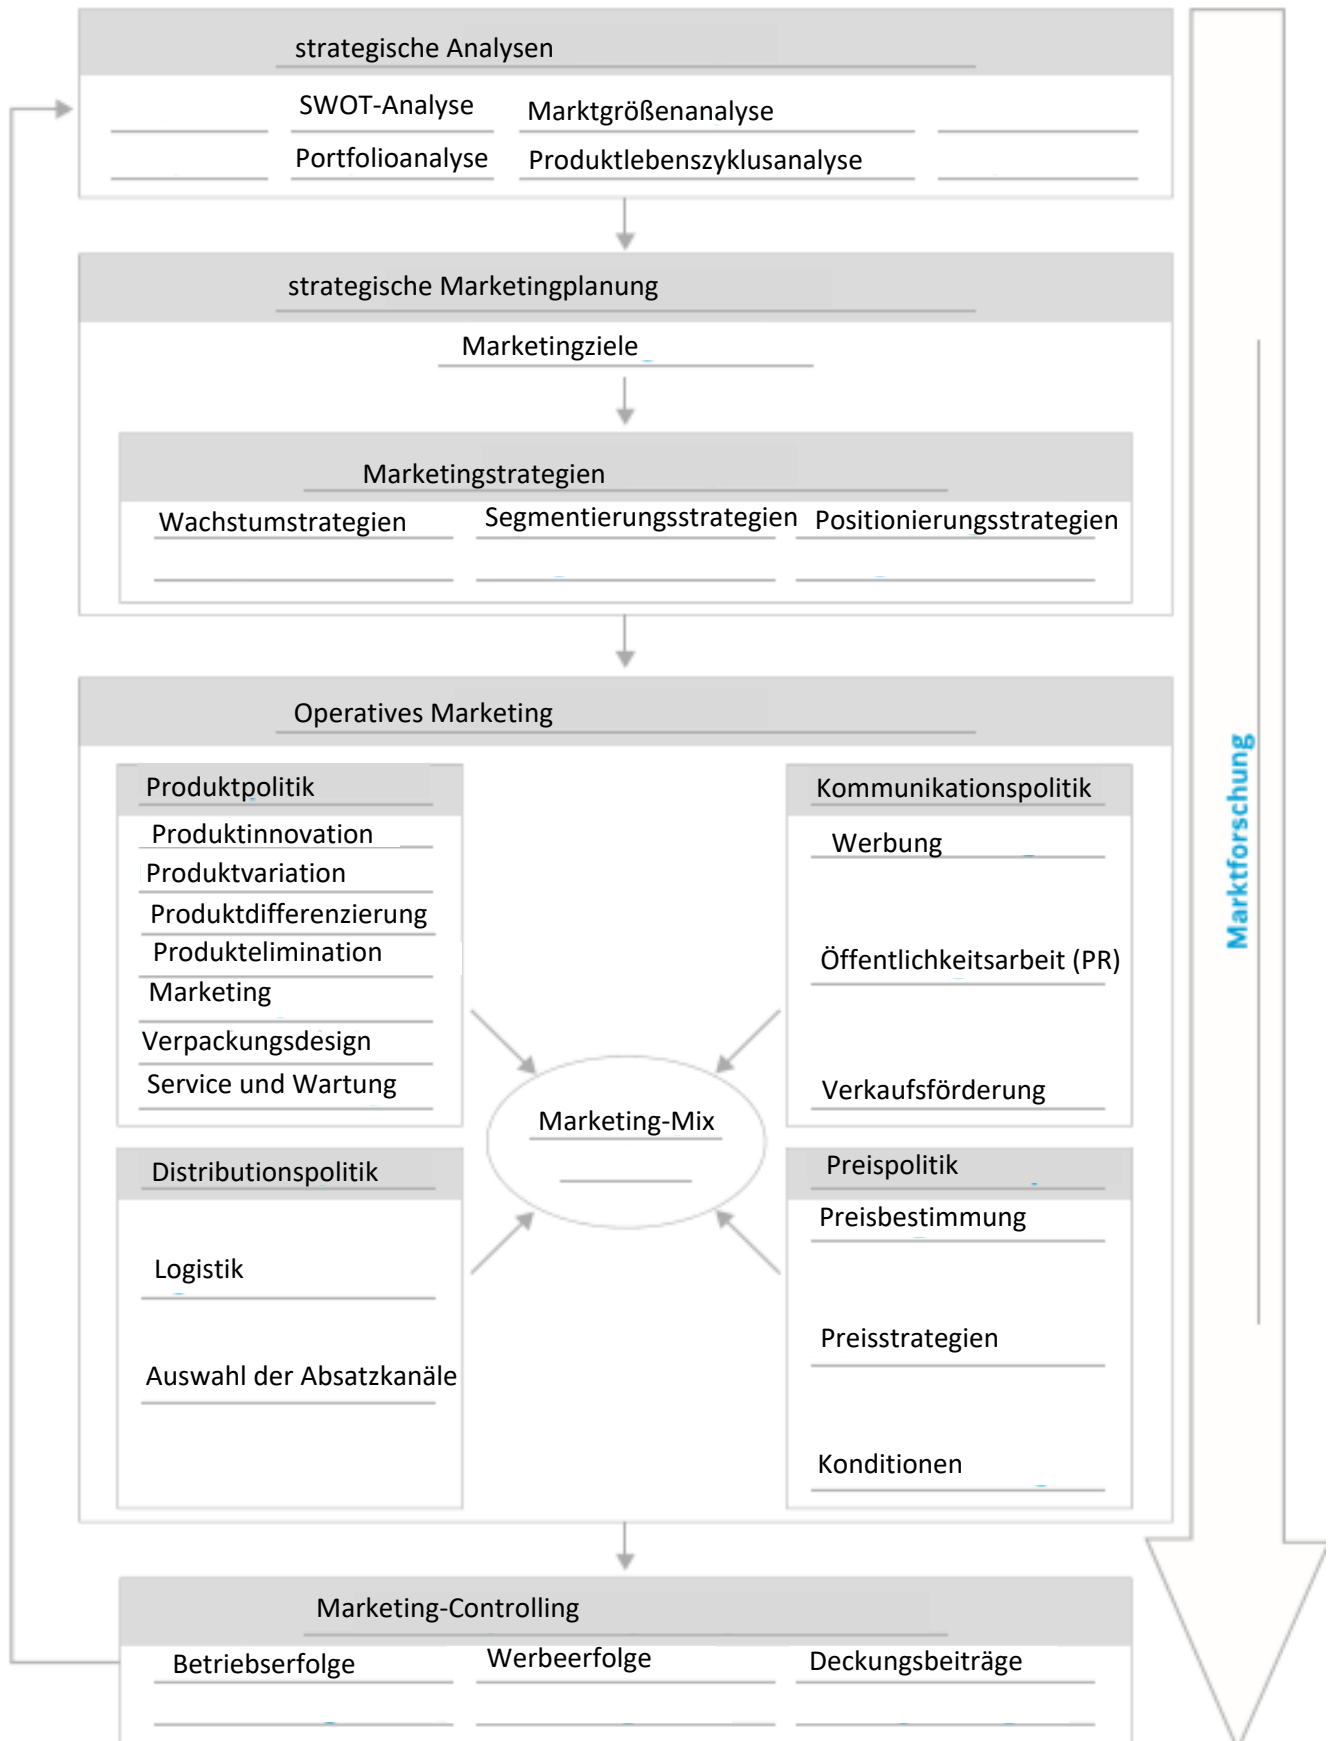 strategische Analysen
SWOT-Analyse
Marktgrößenanalyse
Portfolioanalyse
Produktlebenszyklusanalyse
strategische Marketingplanung
Marketingziele
Marketingstrategien
Wachstumstrategien
Segmentierungsstrategien
Positionierungsstrategien
Operatives Marketing
Produktpolitik
Produktinnovation
Produktvariation
Produktdifferenzierung
Produktelimination
Marketing
Verpackungsdesign
Service und Wartung
Kommunikationspolitik
Werbung
Öffentlichkeitsarbeit (PR)
Verkaufsförderung
Marketing-Mix
Distributionspolitik
Logistik
Auswahl der Absatzkanäle
Preispolitik
Preisbestimmung
Preisstrategien
Konditionen
Marketing-Controlling
Betriebserfolge
Werbeerfolge
Deckungsbeiträge
Marktforschung